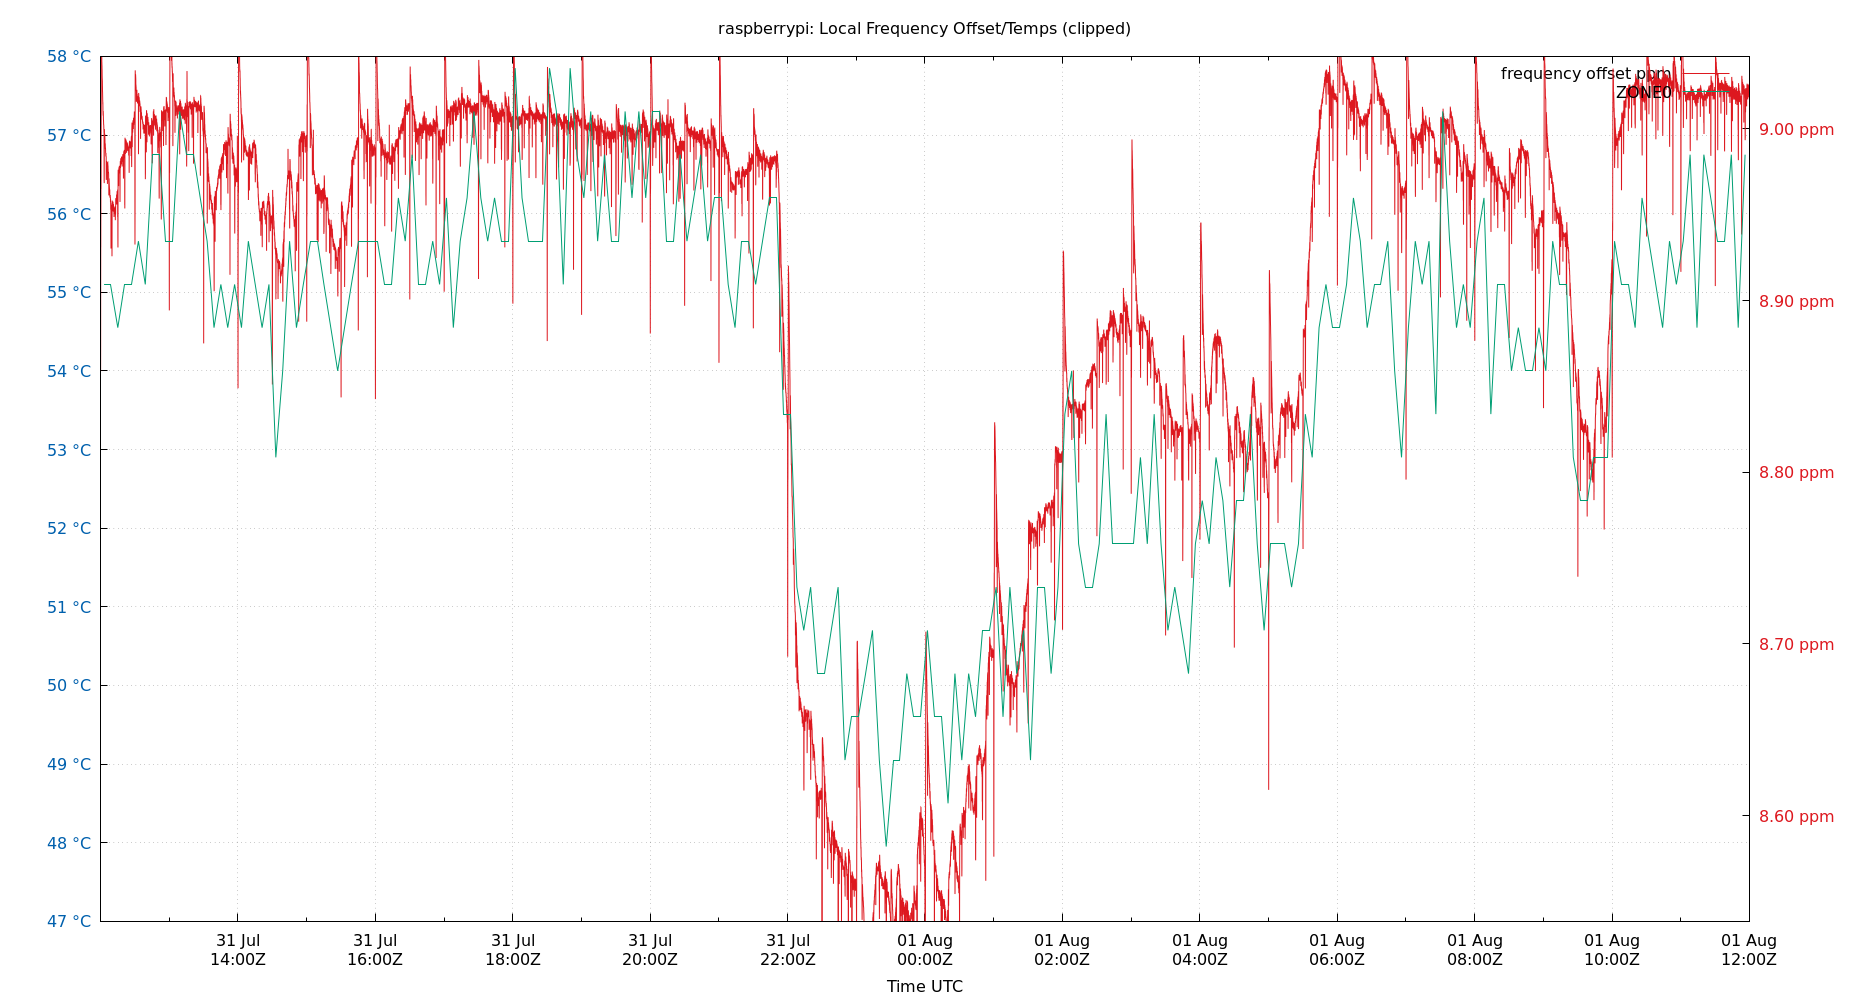 raspberrypi: Local Frequency Offset/Temps (clipped)
58 °C
57 °C
56 °C
55 °C
54 °C
53 °C
52 °C
51 °C
50 °C
49 °C
48 °C
47 °C
frequency offset ppm
ZONE0
9.00 ppm
8.90 ppm
8.80 ppm
8.70 ppm
8.60 ppm
31 Jul
14:00Z
31 Jul
16:00Z
31 Jul
18:00Z
31 Jul
20:00Z
31 Jul
22:00Z
01 Aug
00:00Z
01 Aug
02:00Z
01 Aug
04:00Z
01 Aug
06:00Z
01 Aug
08:00Z
01 Aug
10:00Z
01 Aug
12:00Z
Time UTC